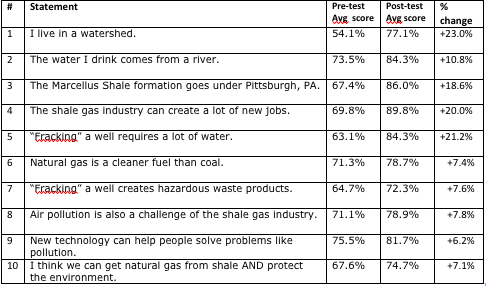 # Statement Pre-test Post-test %
Avg score Avg score change
1 I live in a watershed. 54.1% 77.1% +23.0%
2 The water I drink comes from a river. 73.5% 84.3% +10.8%
3 The Marcellus Shale formation goes under Pittsburgh, PA. 67.4% 86.0% +18.6%
4 The shale gas industry can create a lot of new jobs. 69.8% 89.8% +20.0%
5 “Fracking” a well requires a lot of water. 63.1% 84.3% +21.2%
6 Natural gas is a cleaner fuel than coal. 71.3% 78.7% +7.4%
7 “Fracking” a well creates hazardous waste products. 64.7% 72.3% +7.6%
8 Air pollution is also a challenge of the shale gas industry. 71.1% 78.9% +7.8%
9 New technology can help people solve problems like 75.5% 81.7% +6.2%
pollution.
10 I think we can get natural gas from shale AND protect 67.6% 74.7% +7.1%
the environment.